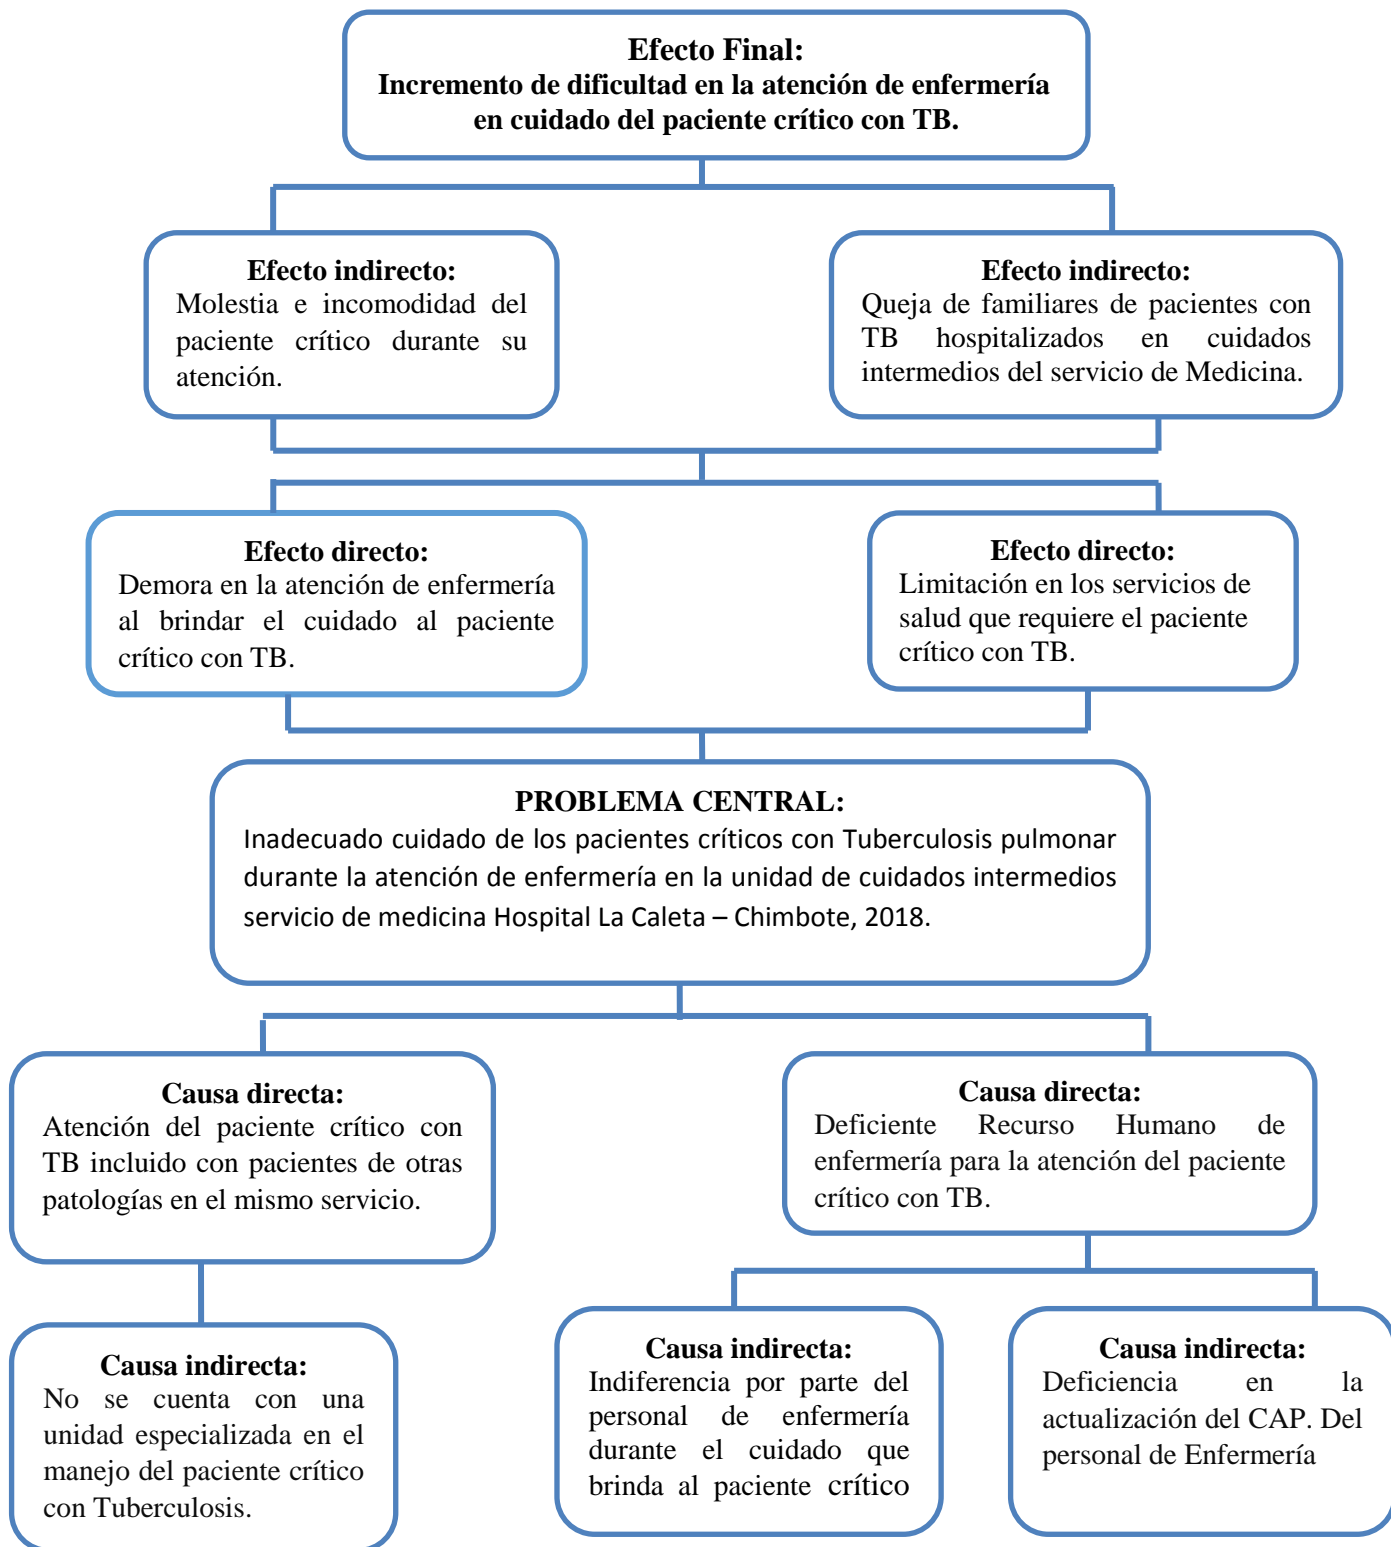 Efecto Final:
Incremento de dificultad en la atención de enfermería
en cuidado del paciente crítico con TB.
Efecto indirecto:
Molestia e incomodidad del
paciente crítico durante su
atención.
Efecto indirecto:
Queja de familiares de pacientes con
TB hospitalizados en cuidados
intermedios del servicio de Medicina.
Efecto directo:
Demora en la atención de enfermería
al brindar el cuidado al paciente
crítico con TB.
Efecto directo:
Limitación en los servicios de
salud que requiere el paciente
crítico con TB.
PROBLEMA CENTRAL:
Inadecuado cuidado de los pacientes críticos con Tuberculosis pulmonar
durante la atención de enfermería en la unidad de cuidados intermedios
servicio de medicina Hospital La Caleta – Chimbote, 2018.
Causa directa:
Atención del paciente crítico con
TB incluido con pacientes de otras
patologías en el mismo servicio.
Causa directa:
Deficiente Recurso Humano de
enfermería para la atención del paciente
crítico con TB.
Causa indirecta:
No se cuenta con una
unidad especializada en el
manejo del paciente crítico
con Tuberculosis.
Causa indirecta:
Indiferencia por parte del
personal de enfermería
durante el cuidado que
brinda al paciente crítico
Causa indirecta:
Deficiencia en la
actualización del CAP. Del
personal de Enfermería